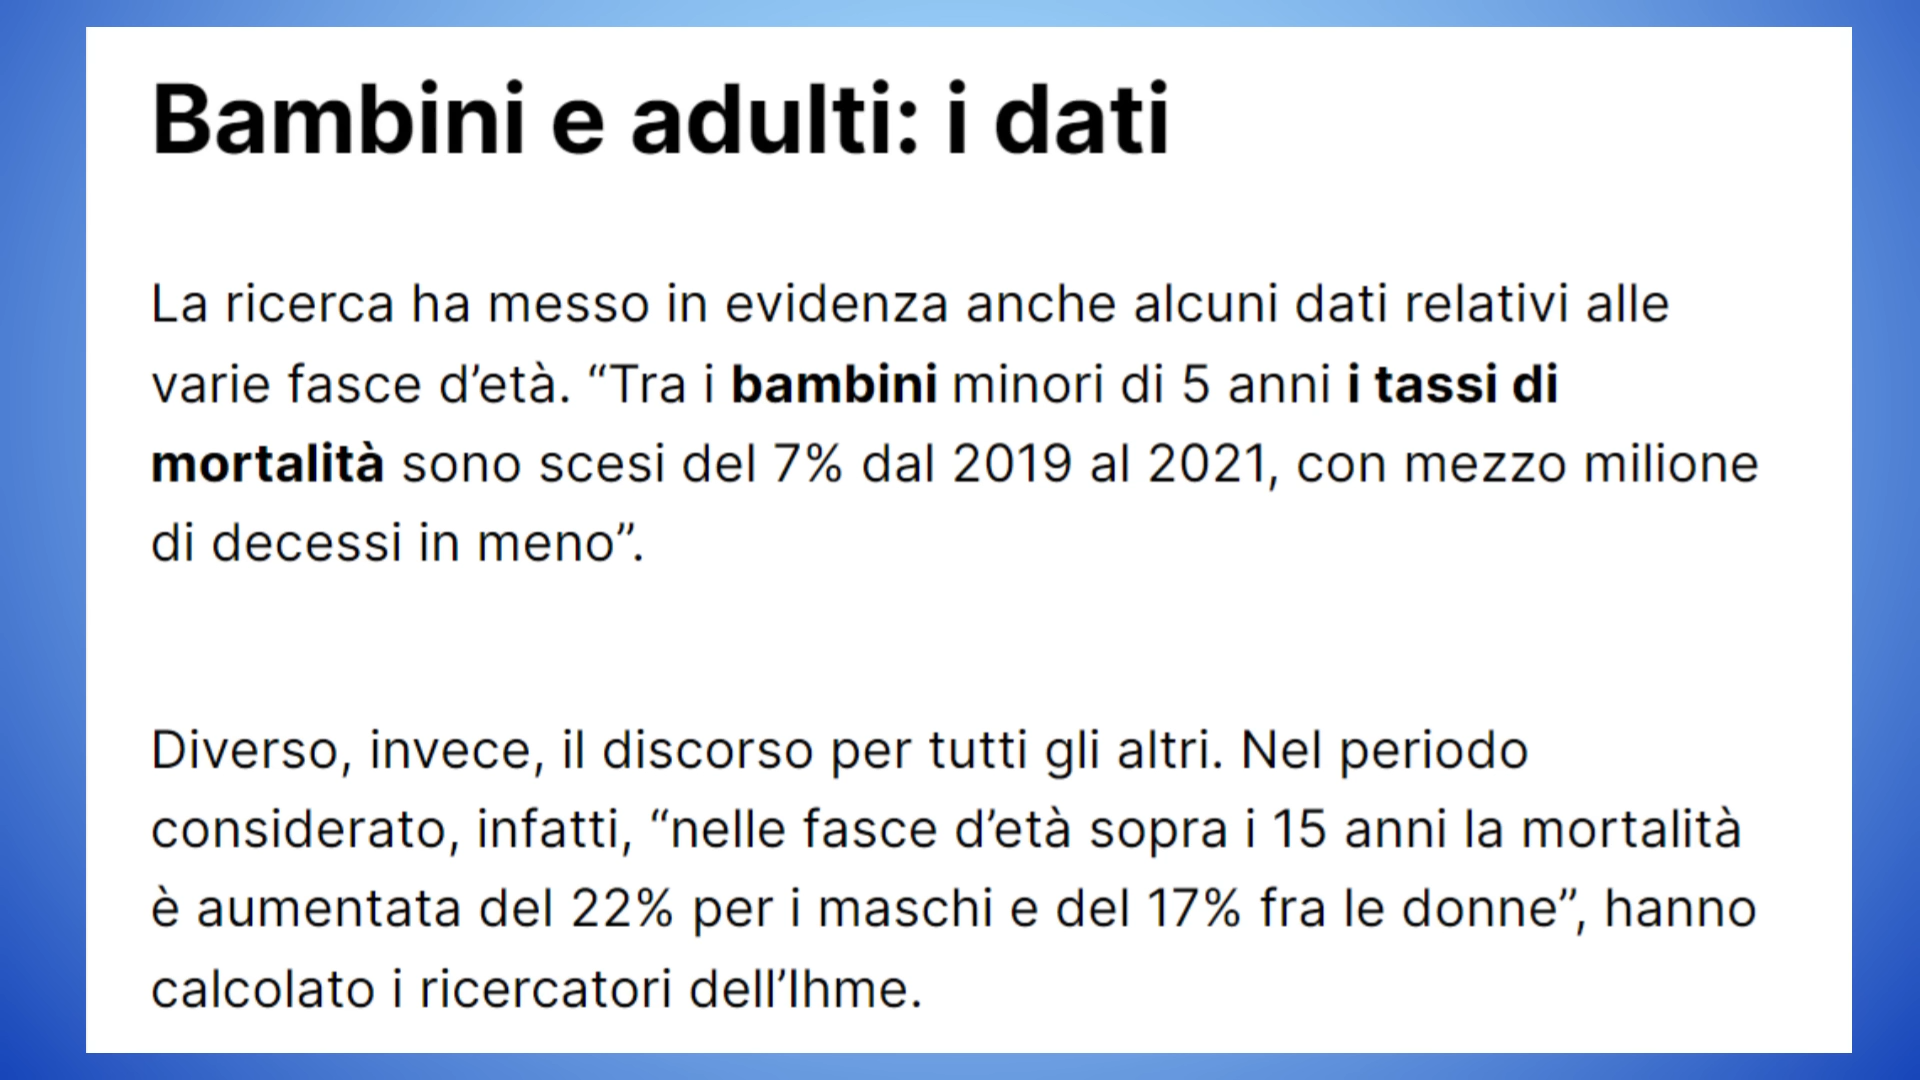 Bambini e adulti: i dati
La ricerca ha messo in evidenza anche alcuni dati relativi alle
varie fasce d’età. “Tra i bambini minori di 5 anni i tassi di
mortalità sono scesi del 7% dal 2019 al 2021, con mezzo milione
di decessi in meno”.
Diverso, invece, il discorso per tutti gli altri. Nel periodo
considerato, infatti, “nelle fasce d’età sopra i 15 anni la mortalità
è aumentata del 22% per i maschi e del 17% fra le donne”, hanno
calcolato i ricercatori dell’Ihme.